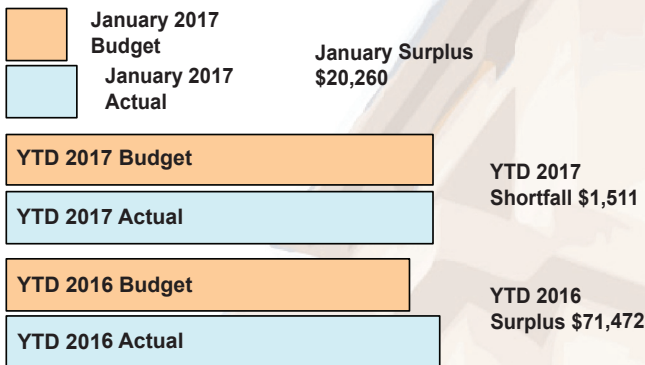 January 2017
Budget
January 2017
Actual
January Surplus
$20,260
YTD 2017 Budget
YTD 2017 Actual
YTD 2017
Shortfall $1,511
YTD 2016 Budget
YTD 2016 Actual
YTD 2016
Surplus $71,472